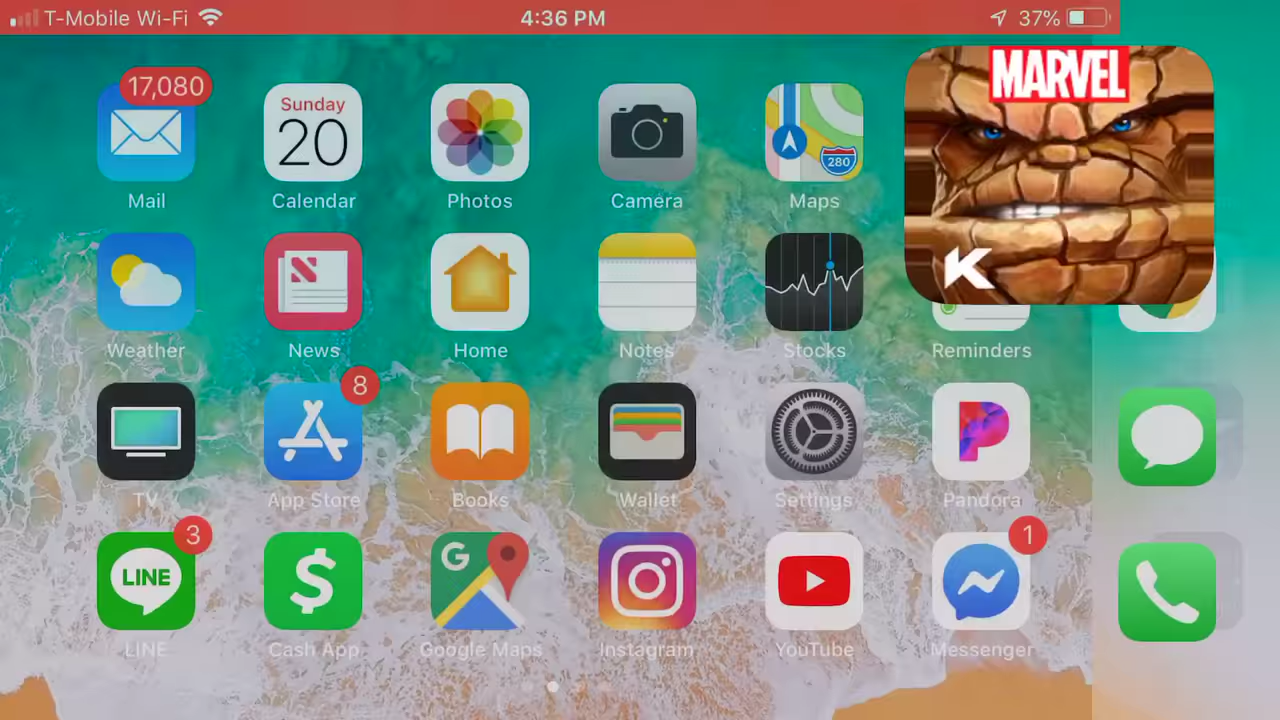 T-Mobile Wi-Fi 4:36 PM 37%
MARVEL
17,080
Sunday
20
280
Mail Calendar Photos Camera Maps
K
Weather News Home Notes Stocks Reminders
8
TV App Store Books Wallet Settings Pandora
3 1
LINE
G
$
LINE Cash App Google Maps Instagram YouTube Messenger